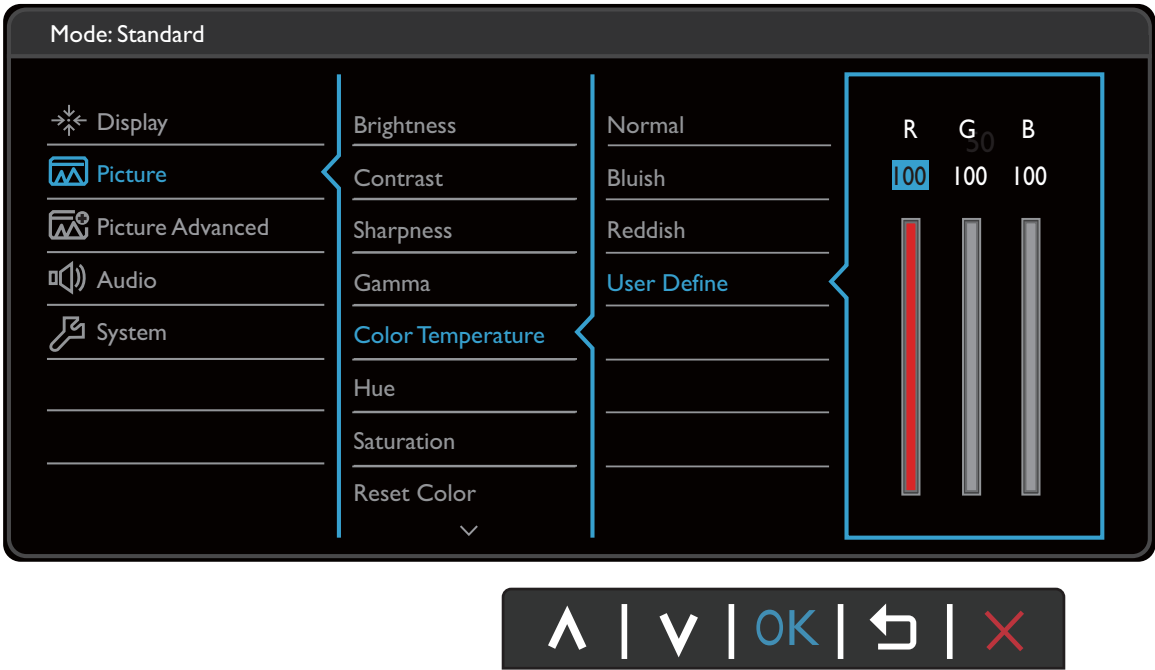 Mode: Standard
Display
Picture
Picture Advanced
Audio
System
Brightness
Contrast
Sharpness
Gamma
Color Temperature
Hue
Saturation
Reset Color
Normal
Bluish
Reddish
User Define
R G B
50
100 100 100
OK